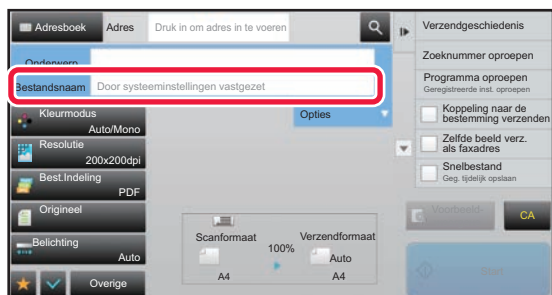 Adresboek
Adres
Druk in om adres in te voeren
Verzendgeschiedenis
Onderwerp
Zoeknummer oproepen
Bestandsnaam
Door systeeminstellingen vastgezet
Programma oproepen
Geregistreerde inst. oproepen
Kleurmodus
Auto/Mono
Opties
Koppeling naar de
bestemming verzenden
Resolutie
200x200dpi
Zelfde beeld verz.
als faxadres
Best.Indeling
PDF
Snelbestand
Geg. tijdelijk opslaan
Origineel
Voorbeeld-
CA
Belichting
Auto
Scanformaat
100%
Verzendformaat
Auto
A4
A4
Overige
Start